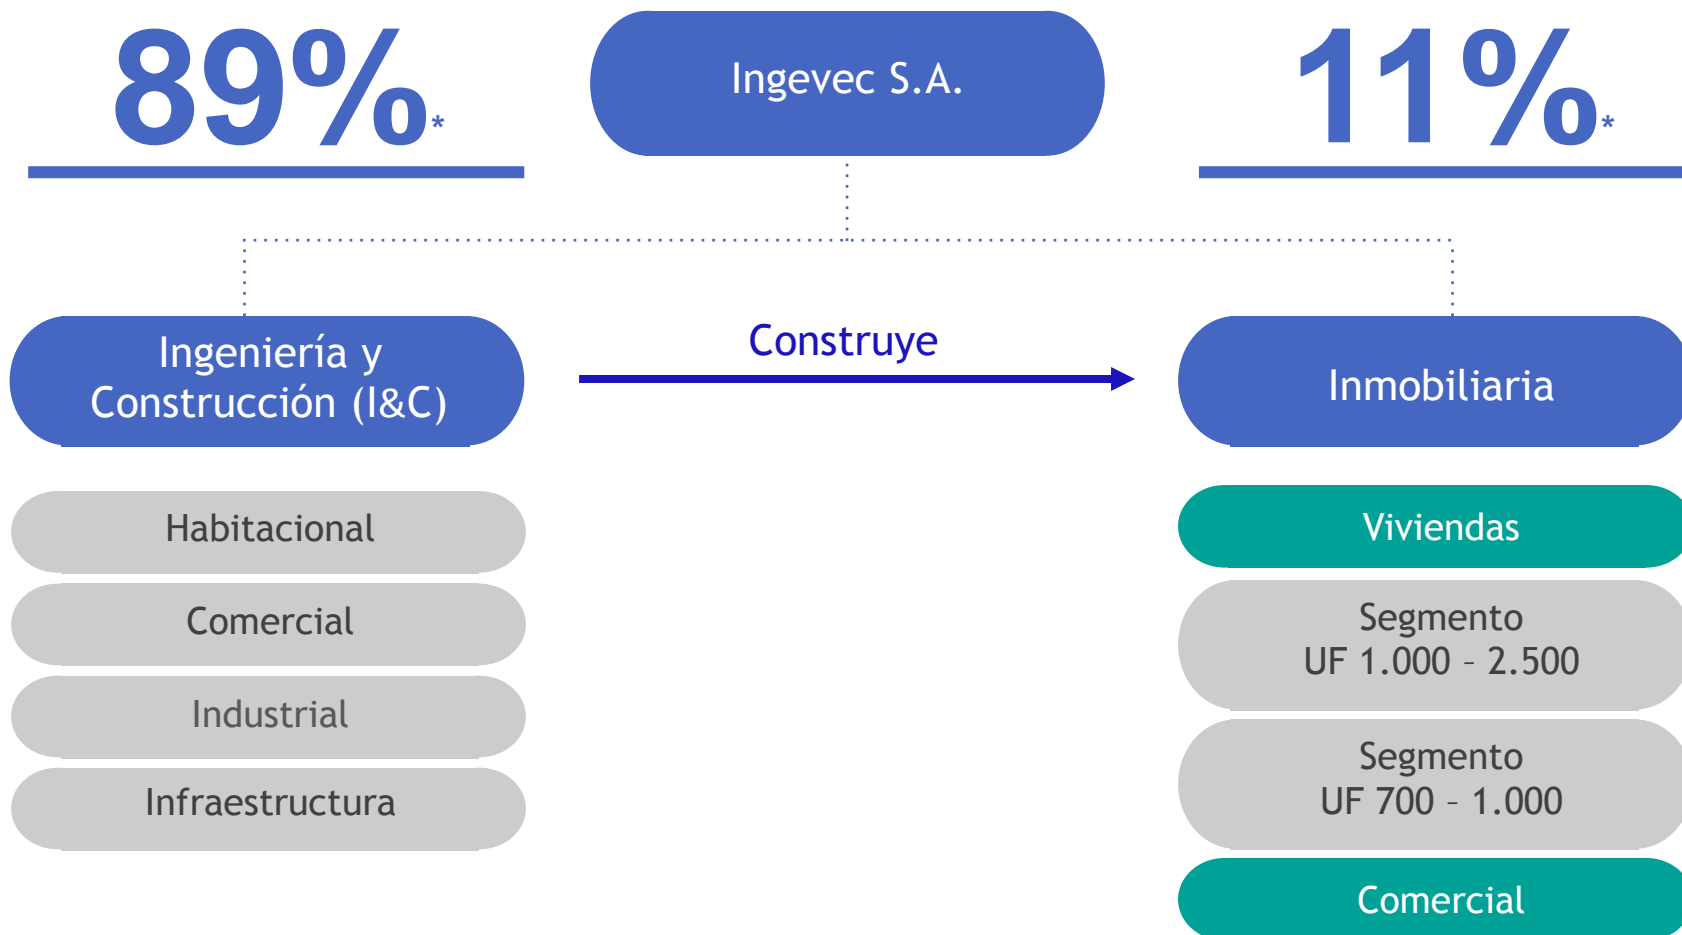 89%*
Ingevec S.A.
11%*
Ingeniería y
Construcción (I&C)
Construye
Inmobiliaria
Habitacional
Comercial
Industrial
Infraestructura
Viviendas
Segmento
UF 1.000 – 2.500
Segmento
UF 700 – 1.000
Comercial